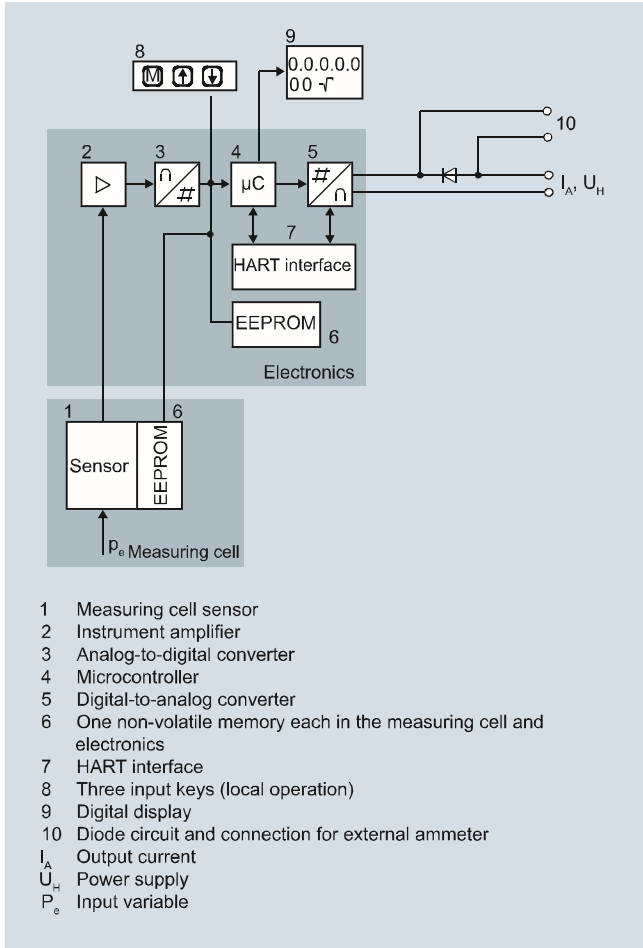 8
9
M
0.0.0.0.0
00
10
2
3
4
5
#
µC
#
I_A, U_H
7
HART interface
EEPROM
6
Electronics
1
6
Sensor
EEPROM
p_e Measuring cell
1 Measuring cell sensor
2 Instrument amplifier
3 Analog-to-digital converter
4 Microcontroller
5 Digital-to-analog converter
6 One non-volatile memory each in the measuring cell and
electronics
7 HART interface
8 Three input keys (local operation)
9 Digital display
10 Diode circuit and connection for external ammeter
I_A Output current
U_H Power supply
P_e Input variable